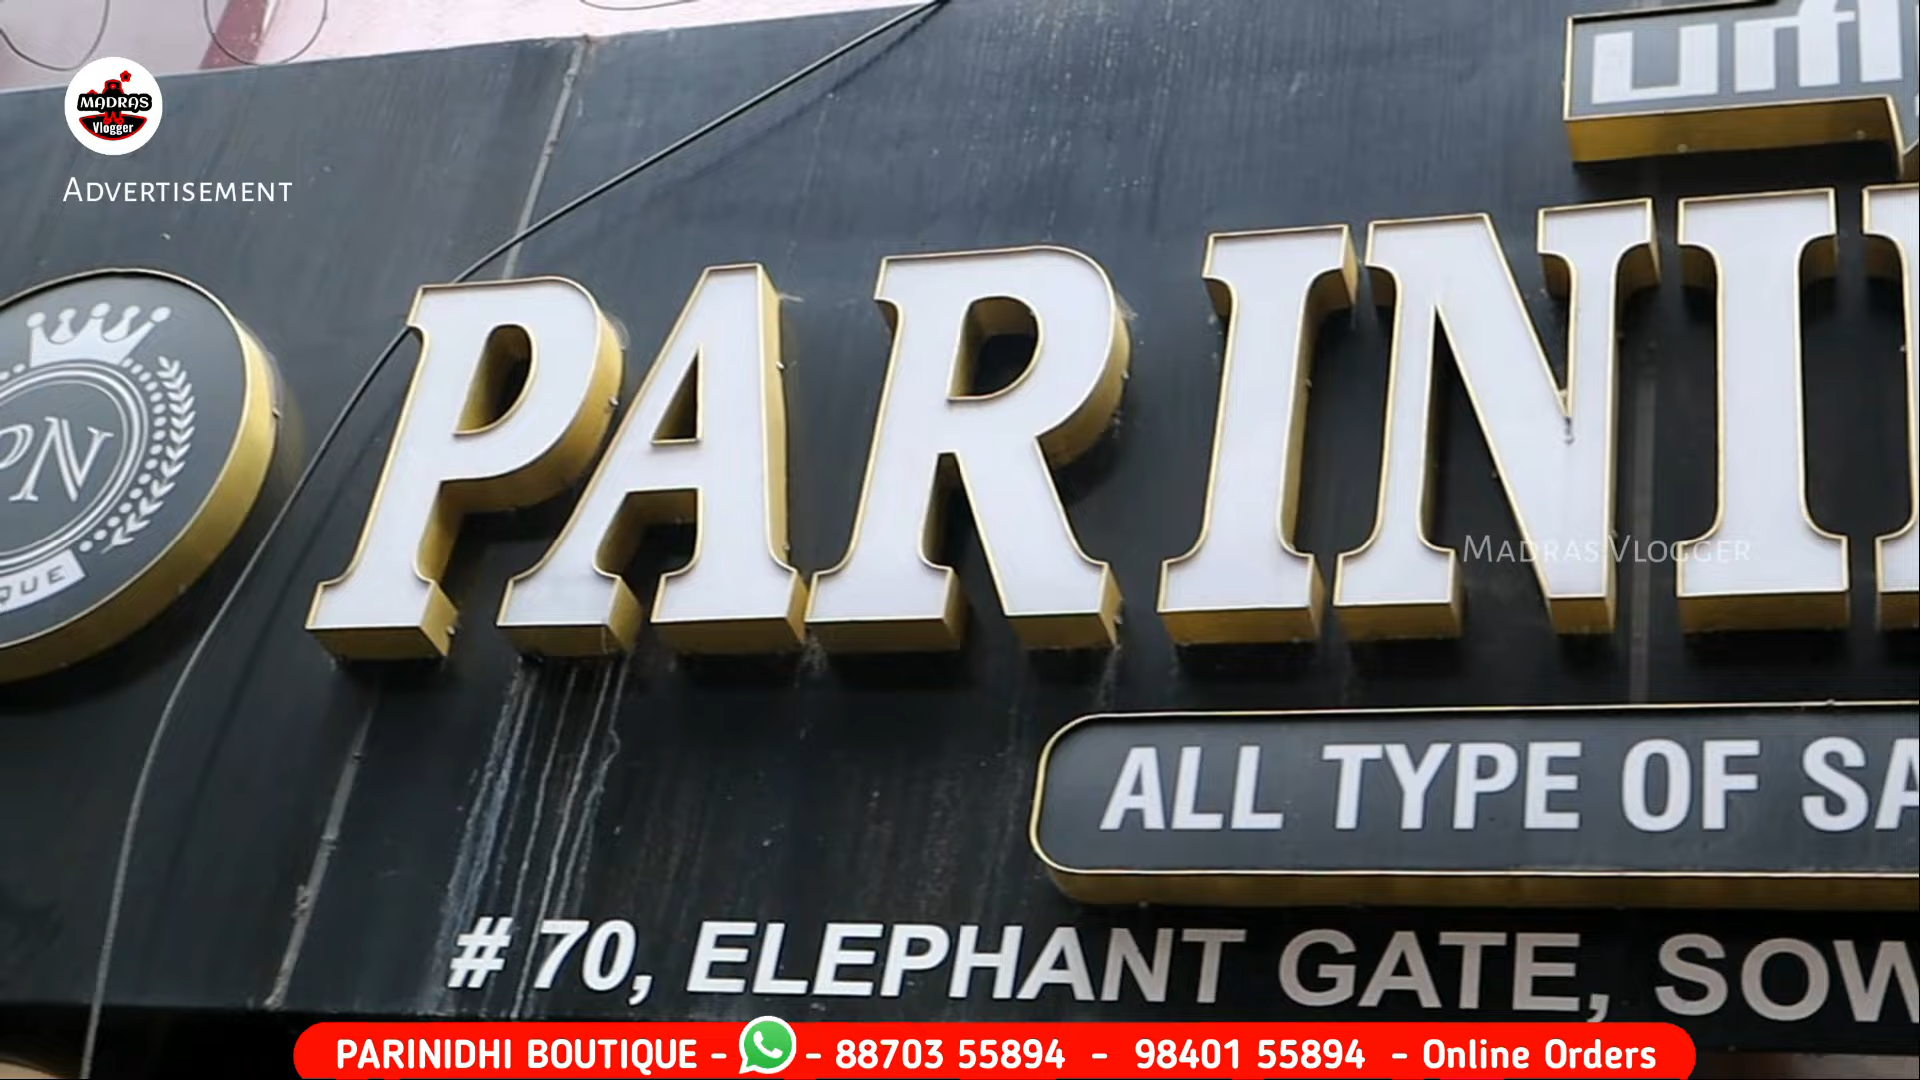 MADRAS
Vlogger
ADVERTISEMENT
PN
PARINI
MADRAS VLOGGER
ALL TYPE OF SA
# 70, ELEPHANT GATE, SOW
PARINIDHI BOUTIQUE - - 88703 55894 - 98401 55894 - Online Orders